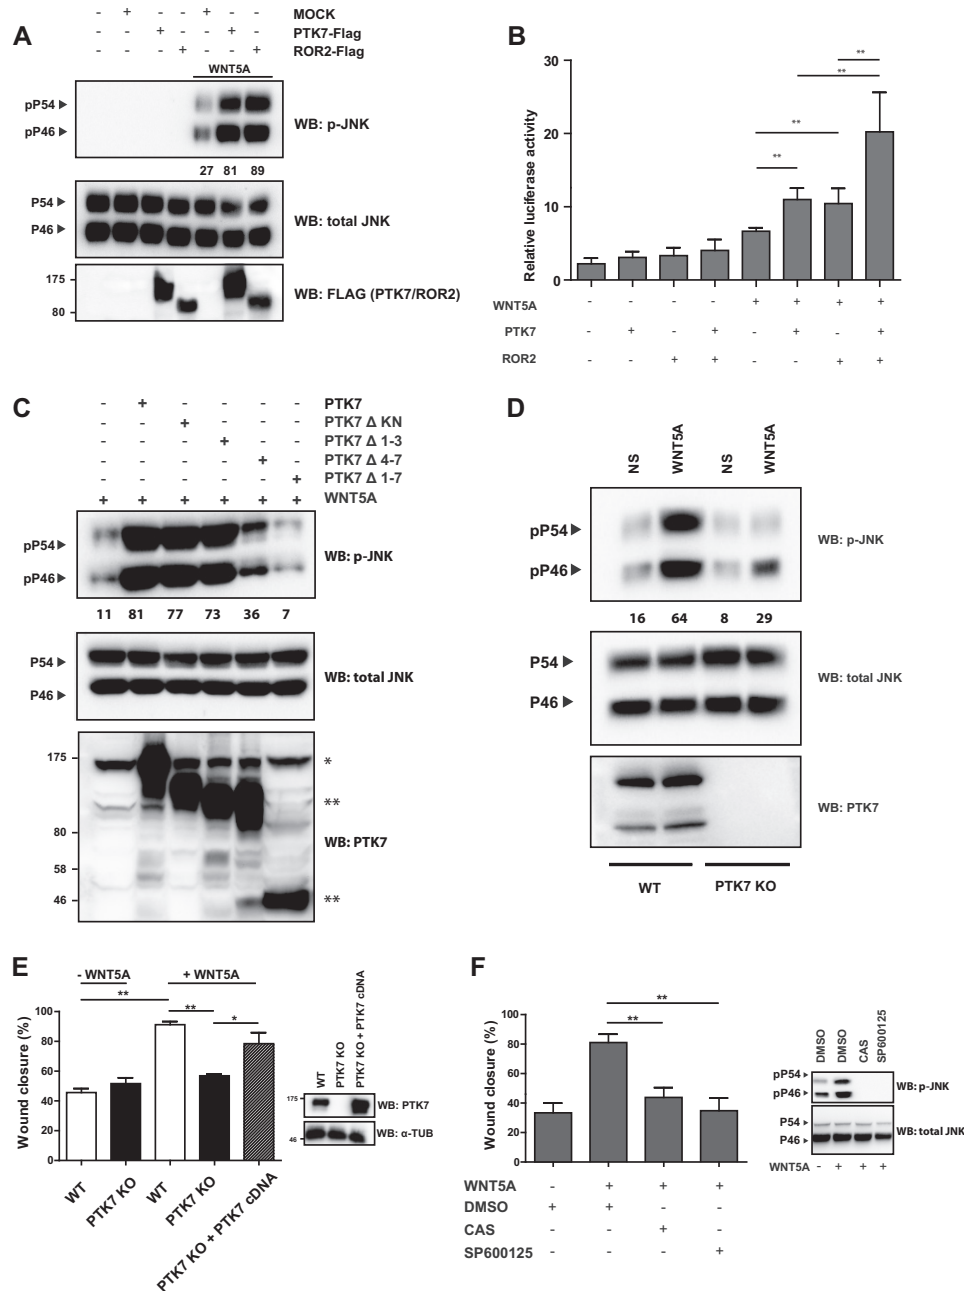 A
- + - - + - - MOCK
- - + - - + - PTK7-Flag
- - - + - - + ROR2-Flag
WNT5A
pP54
pP46
WB: p-JNK
27 81 89
P54
P46
WB: total JNK
175
80
WB: FLAG (PTK7/ROR2)
B
Relative luciferase activity
30
20
10
0
**
**
**
**
WNT5A - - - - + + + +
PTK7 - + - + - + - +
ROR2 - - + + - - + +
C
- + - - - - PTK7
- - + - - - PTK7 Δ KN
- - - + - - PTK7 Δ 1-3
- - - - + - PTK7 Δ 4-7
- - - - - + PTK7 Δ 1-7
+ + + + + + WNT5A
pP54
pP46
WB: p-JNK
11 81 77 73 36 7
P54
P46
WB: total JNK
175
80
58
46
*
**
WB: PTK7
**
D
NS WNT5A NS WNT5A
pP54
pP46
WB: p-JNK
16 64 8 29
P54
P46
WB: total JNK
WB: PTK7
WT PTK7 KO
E
- WNT5A + WNT5A
**
**
*
Wound closure (%)
100
80
60
40
20
0
WT
PTK7 KO
WT
PTK7 KO
PTK7 KO + PTK7 cDNA
WT
PTK7 KO
PTK7 KO + PTK7 cDNA
175
WB: PTK7
46
WB: α-TUB
F
Wound closure (%)
100
80
60
40
20
0
**
**
WNT5A - + + +
DMSO + + - -
CAS - - + -
SP600125 - - - +
DMSO
DMSO
CAS
SP600125
pP54
pP46
WB: p-JNK
P54
P46
WB: total JNK
WNT5A - + + +